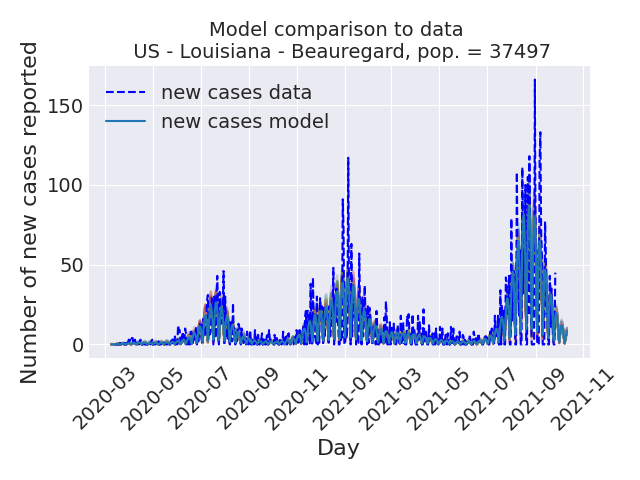 Model comparison to data
US - Louisiana - Beauregard, pop. = 37497
Number of new cases reported
150
100
50
0
new cases data
new cases model
2020-03
2020-05
2020-07
2020-09
2020-11
2021-01
2021-03
2021-05
2021-07
2021-09
2021-11
Day